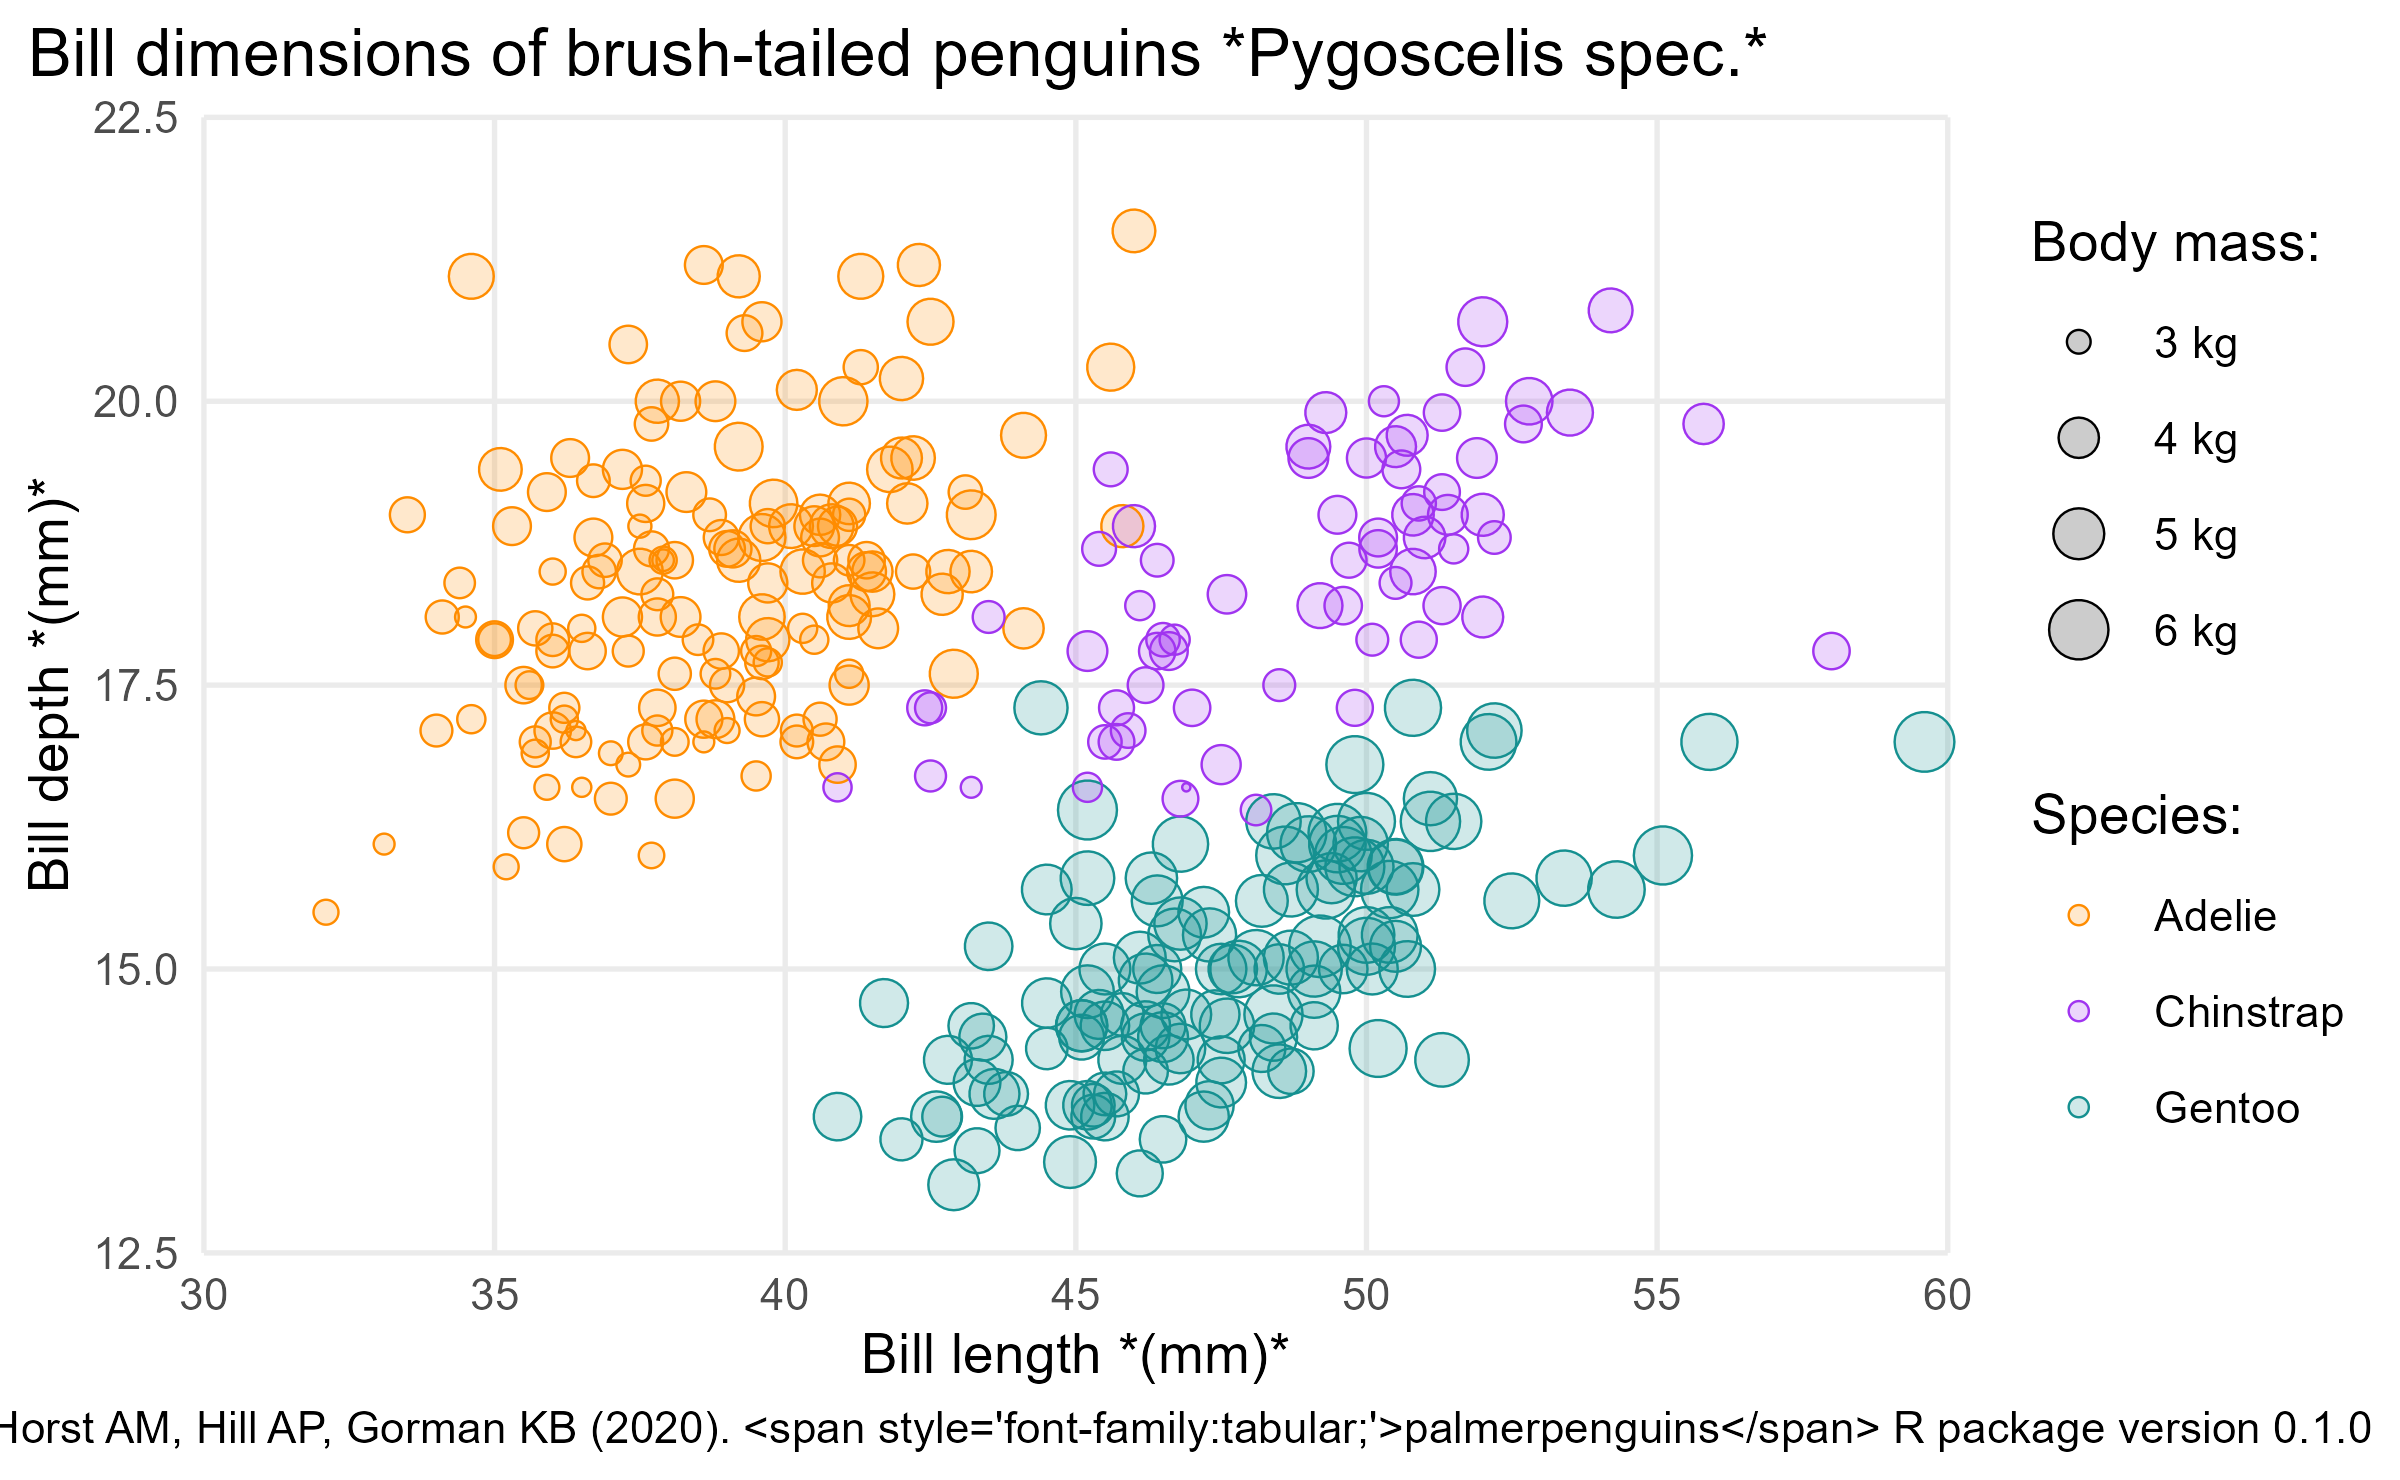 Bill dimensions of brush-tailed penguins *Pygoscelis spec.*
22.5
20.0
17.5
15.0
12.5
Bill depth *(mm)*
30 35 40 45 50 55 60
Bill length *(mm)*
Body mass:
3 kg
4 kg
5 kg
6 kg
Species:
Adelie
Chinstrap
Gentoo
Horst AM, Hill AP, Gorman KB (2020). <span style='font-family:tabular;'>palmerpenguins</span> R package version 0.1.0